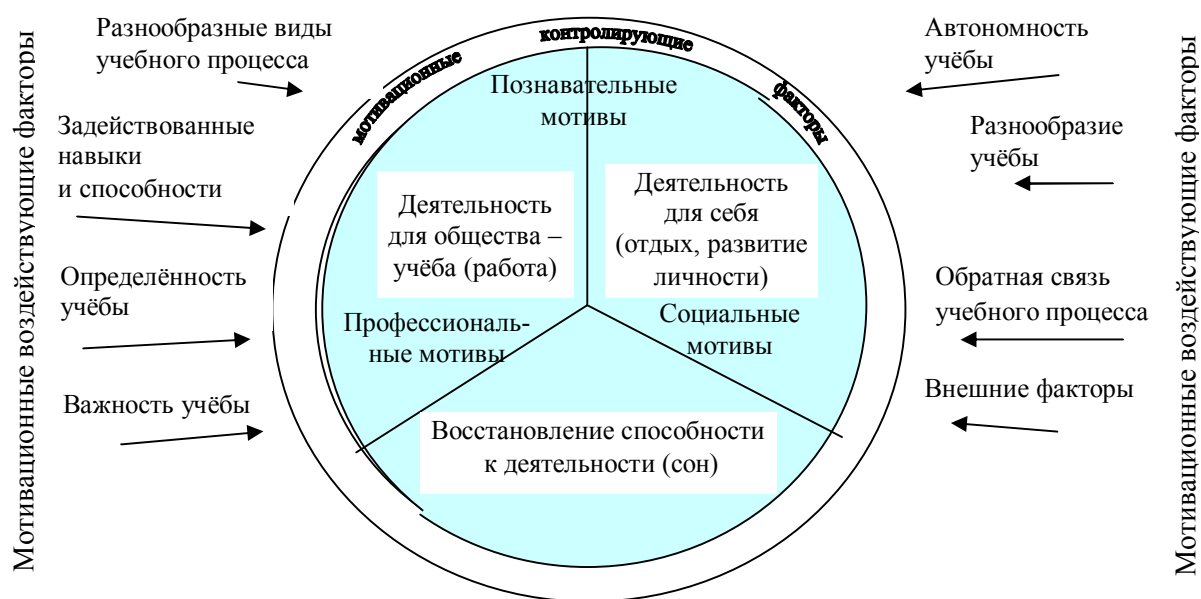 Мотивационные воздействующие факторы
Разнообразные виды
учебного процесса
Задействованные
навыки
и способности
Определённость
учёбы
Важность учёбы
мотивационные
контролирующие
факторы
Познавательные
мотивы
Деятельность
для общества –
учёба (работа)
Деятельность
для себя
(отдых, развитие
личности)
Профессиональ-
ные мотивы
Социальные
мотивы
Восстановление способности
к деятельности (сон)
Автономность
учёбы
Разнообразие
учёбы
Обратная связь
учебного процесса
Внешние факторы
Мотивационные воздействующие факторы